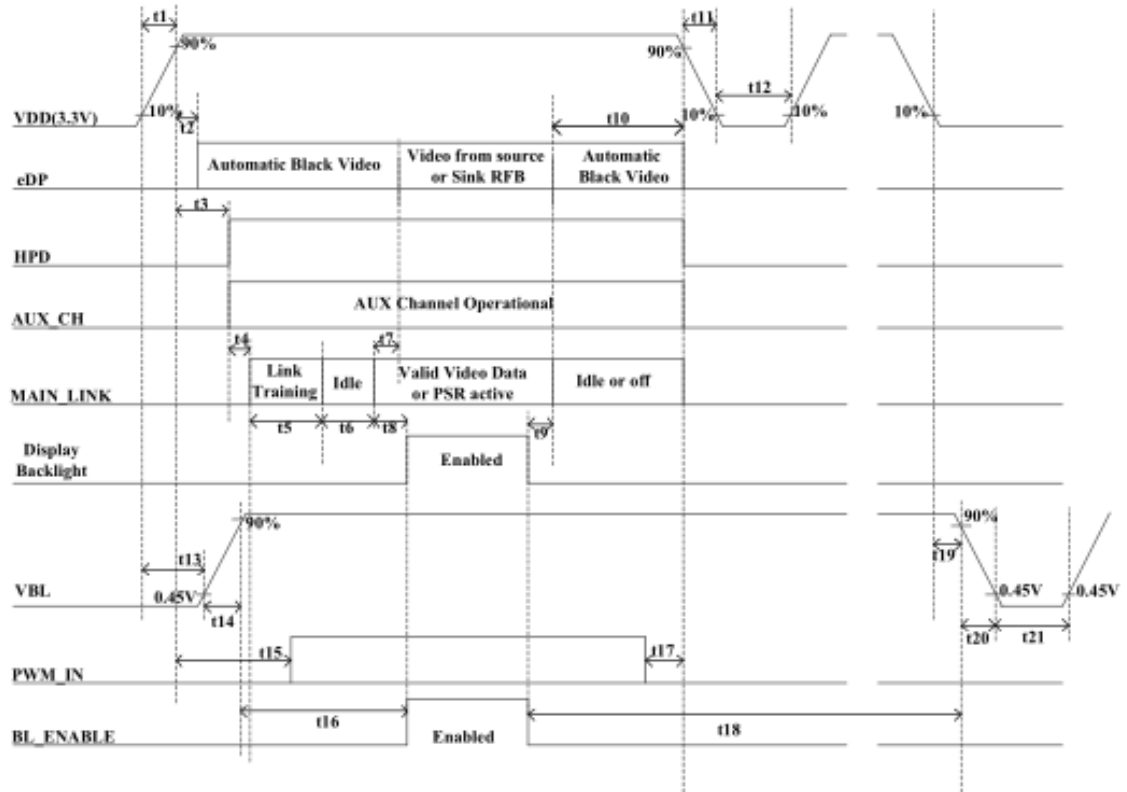 t1
t11
90%
90%
t12
VDD(3.3V)
10%
t2
t10
10%
10%
10%
eDP
Automatic Black Video
Video from source
or Sink RFB
Automatic
Black Video
t3
HPD
AUX_CH
AUX Channel Operational
t4
t7
MAIN_LINK
Link
Training
Idle
Valid Video Data
or PSR active
Idle or off
t5
t6
t8
t9
Display
Backlight
Enabled
90%
90%
t13
t19
VBL
0.45V
0.45V
0.45V
t14
t20
t21
t15
t17
PWM_IN
t16
t18
BL_ENABLE
Enabled